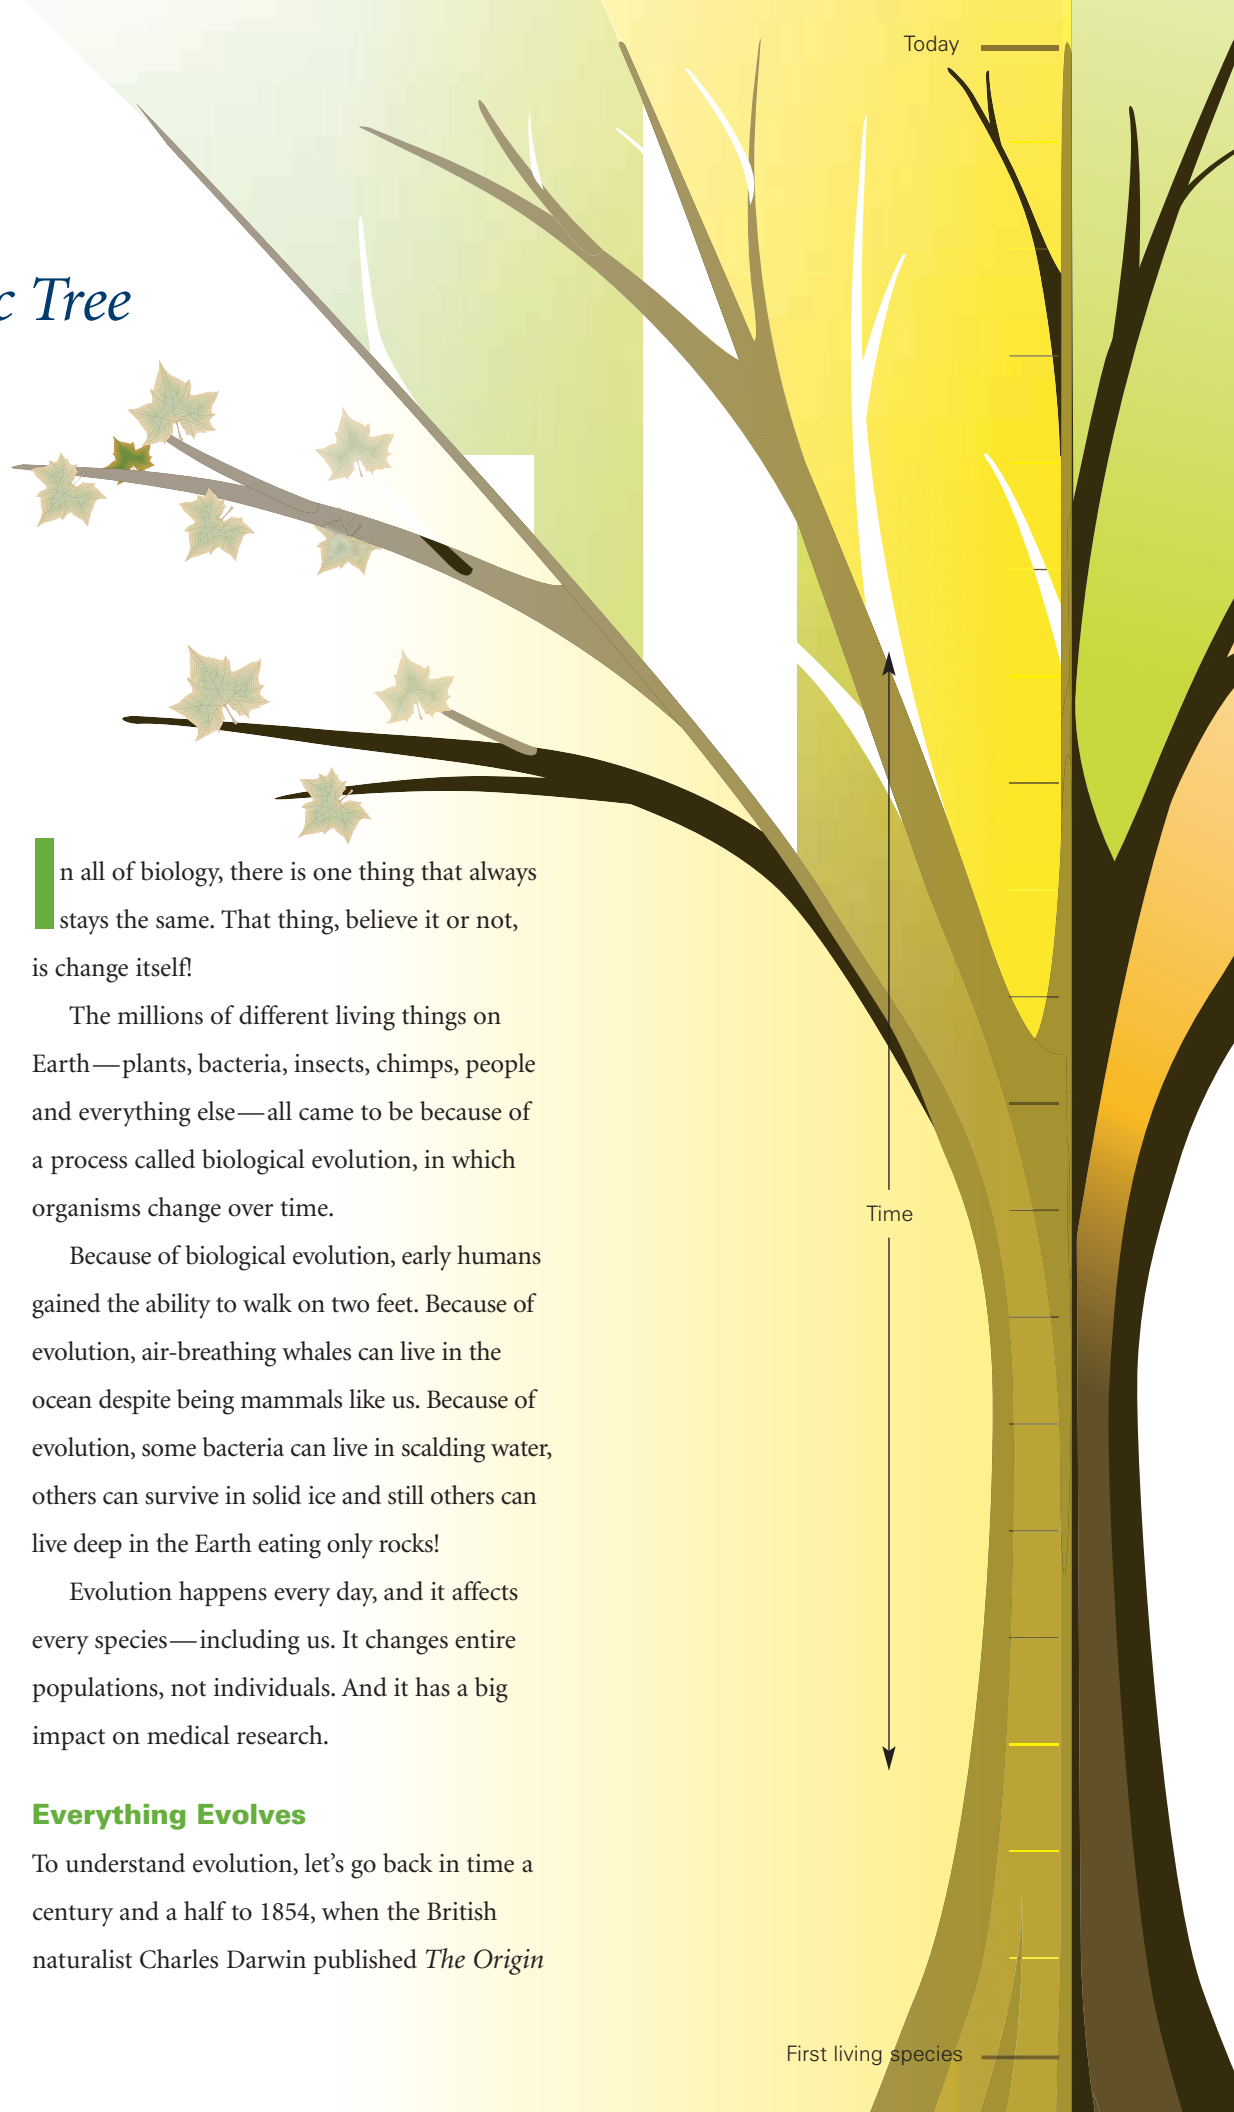 Today
c Tree
In all of biology, there is one thing that always
stays the same. That thing, believe it or not,
is change itself!
The millions of different living things on
Earth—plants, bacteria, insects, chimps, people
and everything else—all came to be because of
a process called biological evolution, in which
organisms change over time.
Because of biological evolution, early humans
gained the ability to walk on two feet. Because of
evolution, air-breathing whales can live in the
ocean despite being mammals like us. Because of
evolution, some bacteria can live in scalding water,
others can survive in solid ice and still others can
live deep in the Earth eating only rocks!
Evolution happens every day, and it affects
every species—including us. It changes entire
populations, not individuals. And it has a big
impact on medical research.
Everything Evolves
To understand evolution, let's go back in time a
century and a half to 1854, when the British
naturalist Charles Darwin published The Origin
Time
First living species